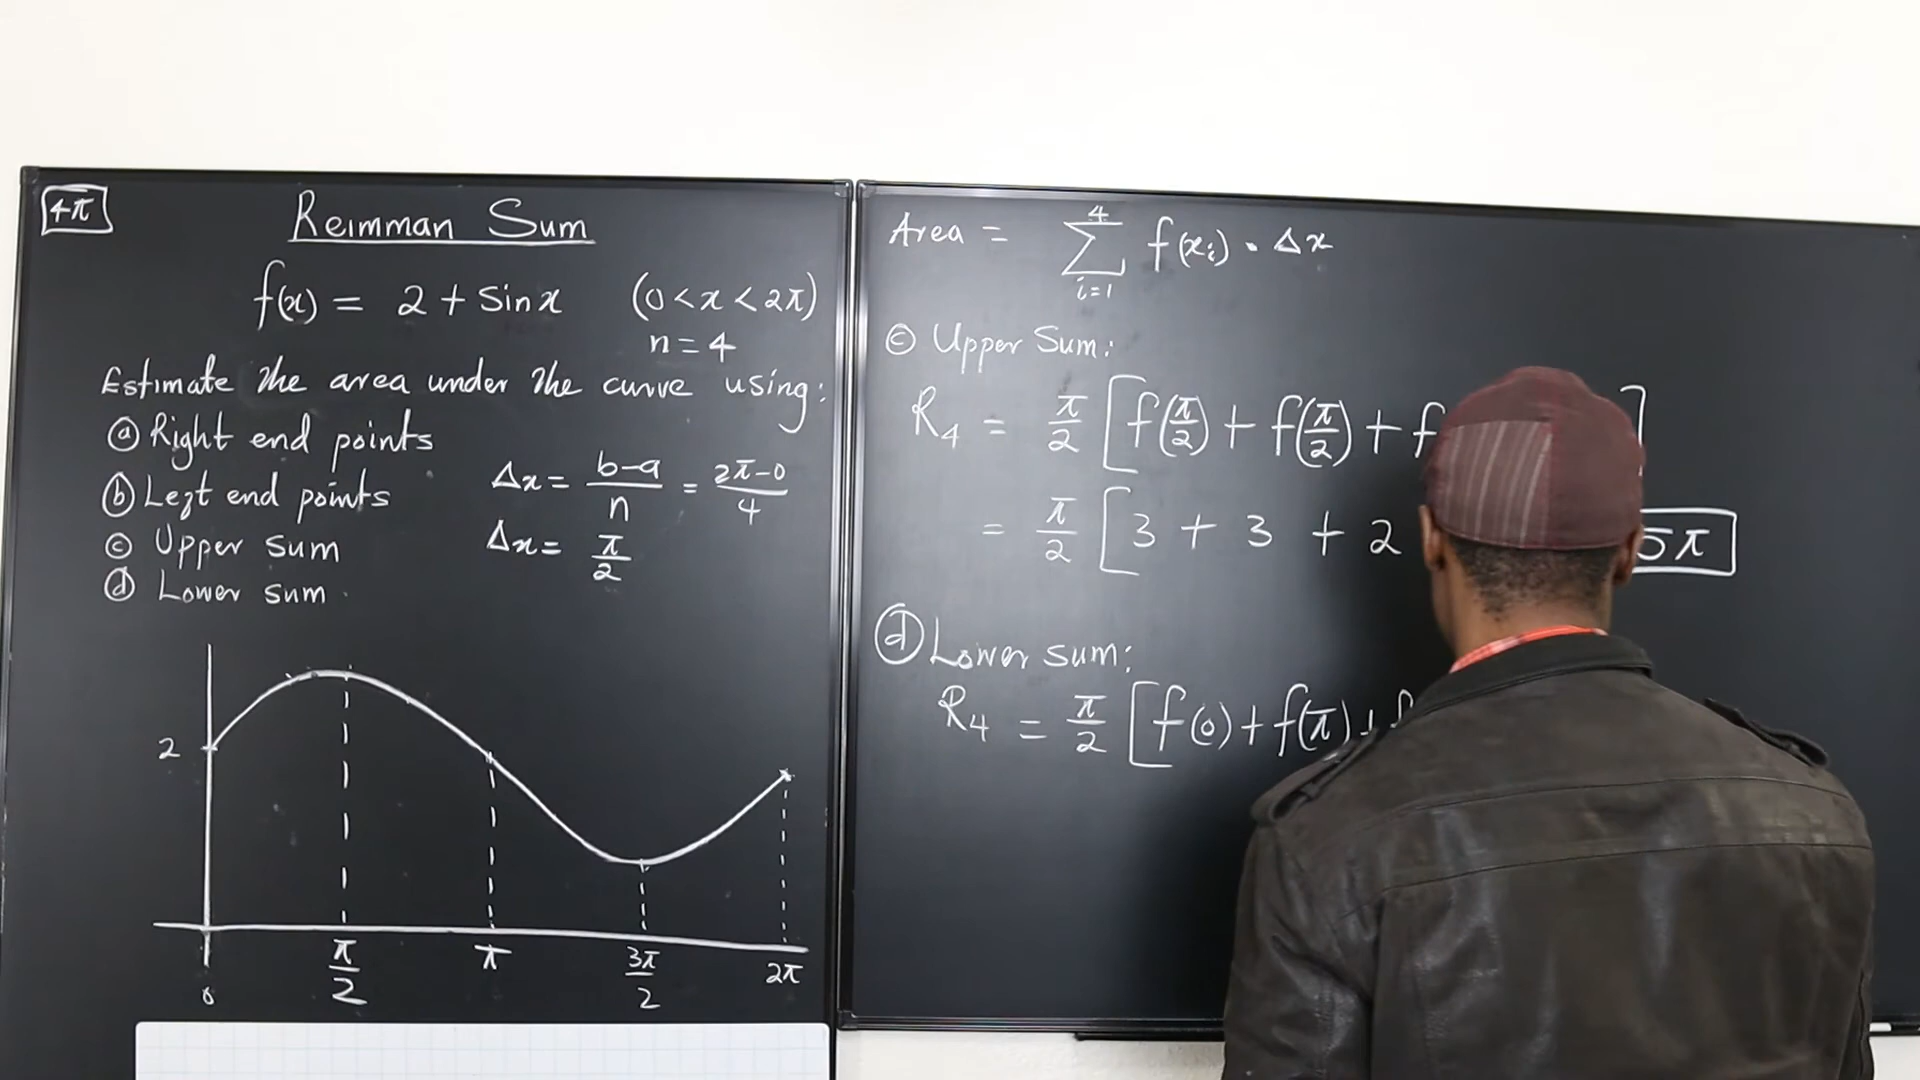 4π
Reimman Sum
f(x) = 2 + Sin x (0 < x < 2π)
n = 4
Estimate the area under the curve using:
ⓐ Right end points
ⓑ Left end points
ⓒ Upper sum
ⓓ Lower sum.
Δx = b-a/n = 2π-0/4
Δx = π/2
2
0 π/2 π 3π/2 2π
Area = 4 Σ i=1 f(xᵢ) · Δx
ⓒ Upper Sum:
R₄ = π/2 [f(π/2) + f(π/2) + f ]
= π/2 [3 + 3 + 2 5π
ⓓ Lower sum:
R₄ = π/2 [f(0) + f(π) + f